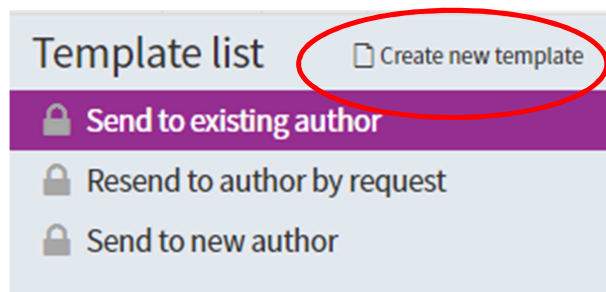 Template list Create new template
Send to existing author
Resend to author by request
Send to new author